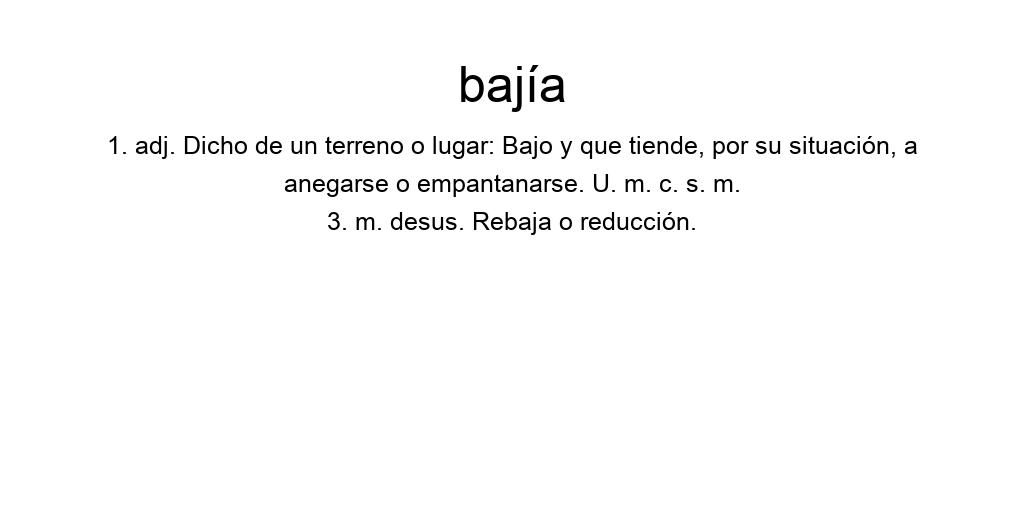 bajía
1. adj. Dicho de un terreno o lugar: Bajo y que tiende, por su situación, a
anegarse o empantanarse. U. m. c. s. m.
3. m. desus. Rebaja o reducción.